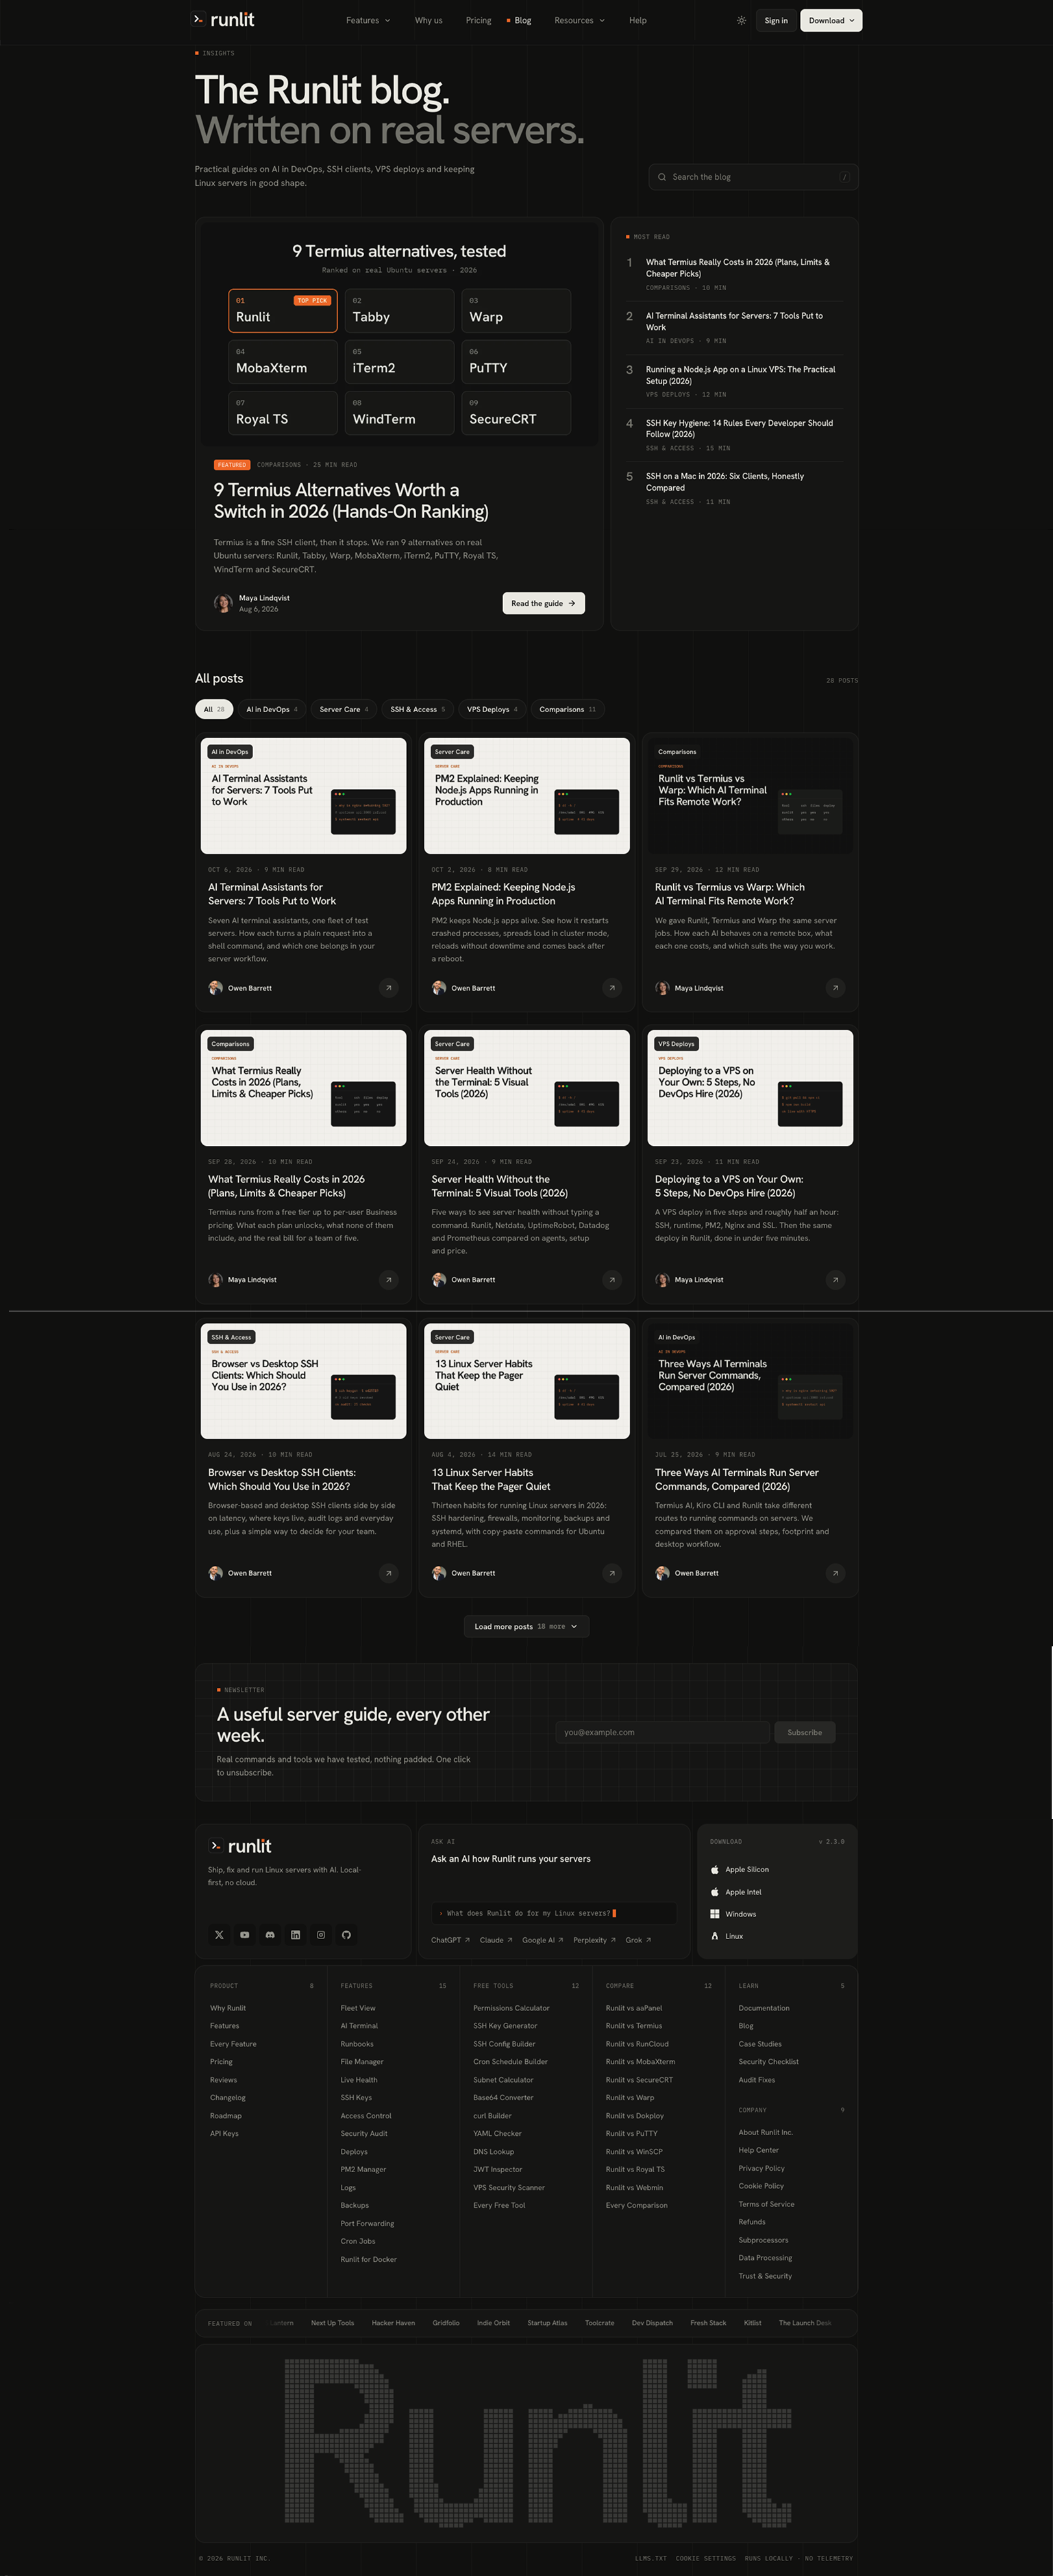 runlit
Features
Why us
Pricing
Blog
Resources
Help
Sign in
Download
INSIGHTS
The Runlit blog.
Written on real servers.
Practical guides on AI in DevOps, SSH clients, VPS deploys and keeping
Linux servers in good shape.
Search the blog
/
9 Termius alternatives, tested
Ranked on real Ubuntu servers · 2026
01
TOP PICK
Runlit
02
Tabby
03
Warp
04
MobaXterm
05
iTerm2
06
PuTTY
07
Royal TS
08
WindTerm
09
SecureCRT
FEATURED
COMPARISONS · 25 MIN READ
9 Termius Alternatives Worth a
Switch in 2026 (Hands-On Ranking)
Termius is a fine SSH client, then it stops. We ran 9 alternatives on real
Ubuntu servers: Runlit, Tabby, Warp, MobaXterm, iTerm2, PuTTY, Royal TS,
WindTerm and SecureCRT.
Maya Lindqvist
Aug 6, 2026
Read the guide
MOST READ
1
What Termius Really Costs in 2026 (Plans, Limits &
Cheaper Picks)
COMPARISONS · 10 MIN
2
AI Terminal Assistants for Servers: 7 Tools Put to
Work
AI IN DEVOPS · 9 MIN
3
Running a Node.js App on a Linux VPS: The Practical
Setup (2026)
VPS DEPLOYS · 12 MIN
4
SSH Key Hygiene: 14 Rules Every Developer Should
Follow (2026)
SSH & ACCESS · 15 MIN
5
SSH on a Mac in 2026: Six Clients, Honestly
Compared
SSH & ACCESS · 11 MIN
All posts
28 POSTS
All 28
AI in DevOps 4
Server Care 4
SSH & Access 5
VPS Deploys 4
Comparisons 11
AI in DevOps
AI IN DEVOPS
AI Terminal Assistants
for Servers: 7 Tools Put
to Work
OCT 6, 2026 · 9 MIN READ
AI Terminal Assistants for
Servers: 7 Tools Put to Work
Seven AI terminal assistants, one fleet of test
servers. How each turns a plain request into a
shell command, and which one belongs in your
server workflow.
Owen Barrett
Server Care
SERVER CARE
PM2 Explained: Keeping
Node.js Apps Running in
Production
OCT 2, 2026 · 8 MIN READ
PM2 Explained: Keeping Node.js
Apps Running in Production
PM2 keeps Node.js apps alive. See how it restarts
crashed processes, spreads load in cluster mode,
reloads without downtime and comes back after
a reboot.
Owen Barrett
Comparisons
COMPARISONS
Runlit vs Termius vs
Warp: Which AI Terminal
Fits Remote Work?
SEP 29, 2026 · 12 MIN READ
Runlit vs Termius vs Warp: Which
AI Terminal Fits Remote Work?
We gave Runlit, Termius and Warp the same server
jobs. How each AI behaves on a remote box, what
each one costs, and which suits the way you work.
Maya Lindqvist
Comparisons
COMPARISONS
What Termius Really
Costs in 2026 (Plans,
Limits & Cheaper Picks)
SEP 28, 2026 · 10 MIN READ
What Termius Really Costs in 2026
(Plans, Limits & Cheaper Picks)
Termius runs from a free tier up to per-user Business
pricing. What each plan unlocks, what none of them
include, and the real bill for a team of five.
Maya Lindqvist
Server Care
SERVER CARE
Server Health Without
the Terminal: 5 Visual
Tools (2026)
SEP 24, 2026 · 9 MIN READ
Server Health Without the
Terminal: 5 Visual Tools (2026)
Five ways to see server health without typing a
command. Runlit, Netdata, UptimeRobot, Datadog
and Prometheus compared on agents, setup
and price.
Owen Barrett
VPS Deploys
VPS DEPLOYS
Deploying to a VPS on
Your Own: 5 Steps, No
DevOps Hire (2026)
SEP 23, 2026 · 11 MIN READ
Deploying to a VPS on Your Own:
5 Steps, No DevOps Hire (2026)
A VPS deploy in five steps and roughly half an hour:
SSH, runtime, PM2, Nginx and SSL. Then the same
deploy in Runlit, done in under five minutes.
Maya Lindqvist
SSH & Access
SSH & ACCESS
Browser vs Desktop SSH
Clients: Which Should
You Use in 2026?
AUG 24, 2026 · 10 MIN READ
Browser vs Desktop SSH Clients:
Which Should You Use in 2026?
Browser-based and desktop SSH clients side by side
on latency, where keys live, audit logs and everyday
use, plus a simple way to decide for your team.
Owen Barrett
Server Care
SERVER CARE
13 Linux Server Habits
That Keep the Pager
Quiet
AUG 4, 2026 · 14 MIN READ
13 Linux Server Habits
That Keep the Pager Quiet
Thirteen habits for running Linux servers in 2026:
SSH hardening, firewalls, monitoring, backups and
systemd, with copy-paste commands for Ubuntu
and RHEL.
Owen Barrett
AI in DevOps
AI IN DEVOPS
Three Ways AI Terminals
Run Server Commands,
Compared (2026)
JUL 25, 2026 · 9 MIN READ
Three Ways AI Terminals Run Server
Commands, Compared (2026)
Termius AI, Kiro CLI and Runlit take different
routes to running commands on servers. We
compared them on approval steps, footprint and
desktop workflow.
Owen Barrett
Load more posts 18 more
NEWSLETTER
A useful server guide, every other
week.
Real commands and tools we have tested, nothing padded. One click
to unsubscribe.
you@example.com
Subscribe
runlit
Ship, fix and run Linux servers with AI. Local-
first, no cloud.
ASK AI
Ask an AI how Runlit runs your servers
› What does Runlit do for my Linux servers?
ChatGPT
Claude
Google AI
Perplexity
Grok
DOWNLOAD
v 2.3.0
Apple Silicon
Apple Intel
Windows
Linux
PRODUCT 8
Why Runlit
Features
Every Feature
Pricing
Reviews
Changelog
Roadmap
API Keys
FEATURES 15
Fleet View
AI Terminal
Runbooks
File Manager
Live Health
SSH Keys
Access Control
Security Audit
Deploys
PM2 Manager
Logs
Backups
Port Forwarding
Cron Jobs
Runlit for Docker
FREE TOOLS 12
Permissions Calculator
SSH Key Generator
SSH Config Builder
Cron Schedule Builder
Subnet Calculator
Base64 Converter
curl Builder
YAML Checker
DNS Lookup
JWT Inspector
VPS Security Scanner
Every Free Tool
COMPARE 12
Runlit vs aaPanel
Runlit vs Termius
Runlit vs RunCloud
Runlit vs MobaXterm
Runlit vs SecureCRT
Runlit vs Warp
Runlit vs Dokploy
Runlit vs PuTTY
Runlit vs WinSCP
Runlit vs Royal TS
Runlit vs Webmin
Every Comparison
LEARN 5
Documentation
Blog
Case Studies
Security Checklist
Audit Fixes
COMPANY 9
About Runlit Inc.
Help Center
Privacy Policy
Cookie Policy
Terms of Service
Refunds
Subprocessors
Data Processing
Trust & Security
FEATURED ON
Lantern
Next Up Tools
Hacker Haven
Gridfolio
Indie Orbit
Startup Atlas
Toolcrate
Dev Dispatch
Fresh Stack
Kitlist
The Launch Desk
Runlit
© 2026 RUNLIT INC.
LLMS.TXT
COOKIE SETTINGS
RUNS LOCALLY · NO TELEMETRY